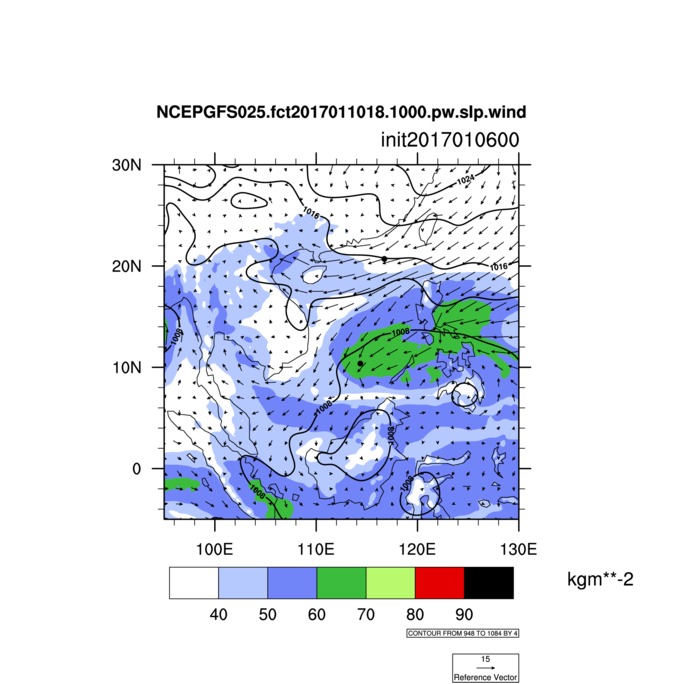 NCEPGFS025.fct2017011018.1000.pw.slp.wind
init2017010600
30N
20N
10N
0
1024
1016
1016
1008
1008
1008
1008
1008
1008
100E
110E
120E
130E
40
50
60
70
80
90
kgm**-2
CONTOUR FROM 948 TO 1084 BY 4
15
Reference Vector